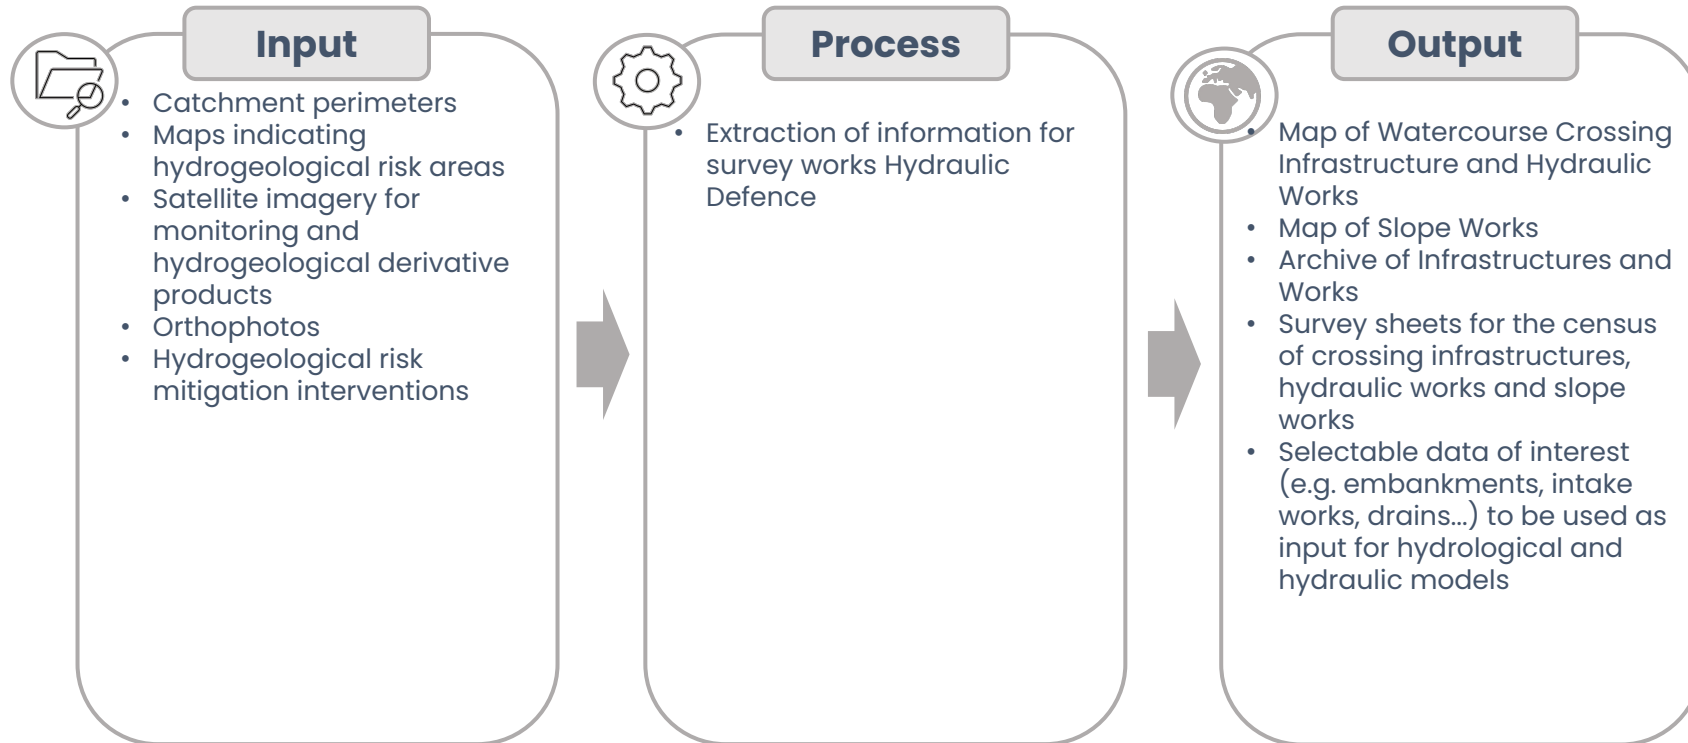 Input
• Catchment perimeters
• Maps indicating
hydrogeological risk areas
• Satellite imagery for
monitoring and
hydrogeological derivative
products
• Orthophotos
• Hydrogeological risk
mitigation interventions
Process
• Extraction of information for
survey works Hydraulic
Defence
Output
• Map of Watercourse Crossing
Infrastructure and Hydraulic
Works
• Map of Slope Works
• Archive of Infrastructures and
Works
• Survey sheets for the census
of crossing infrastructures,
hydraulic works and slope
works
• Selectable data of interest
(e.g. embankments, intake
works, drains...) to be used as
input for hydrological and
hydraulic models